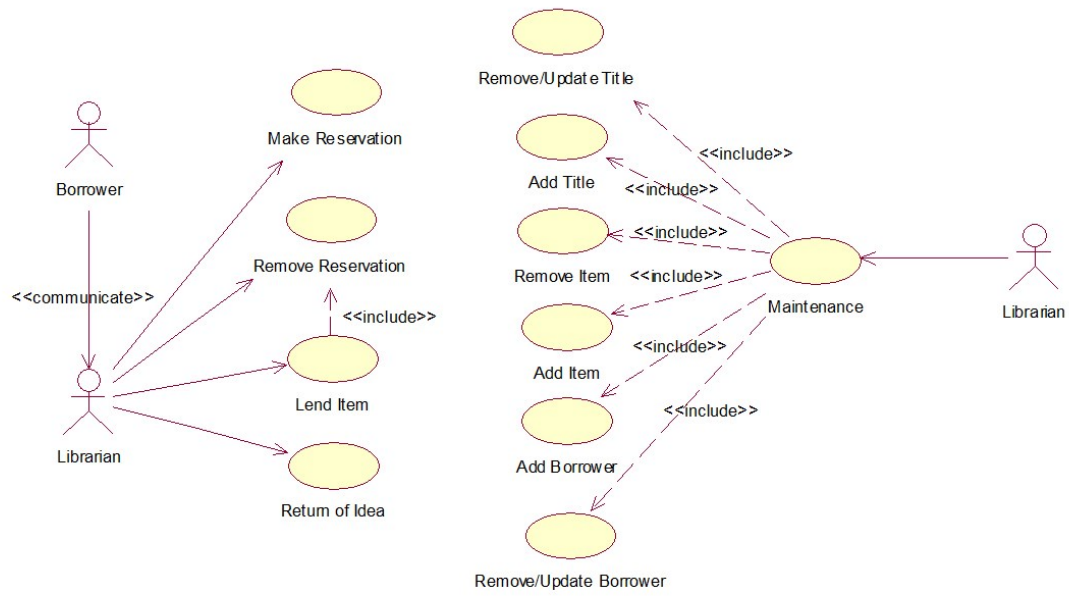 Remove/Update Title
Make Reservation
<<include>>
Borrower
Add Title
<<include>>
<<include>>
Remove Reservation
Remove Item
<<include>>
<<communicate>>
<<include>>
Maintenance
Librarian
<<include>>
Add Item
Lend Item
<<include>>
Librarian
Add Borrower
Return of Idea
Remove/Update Borrower